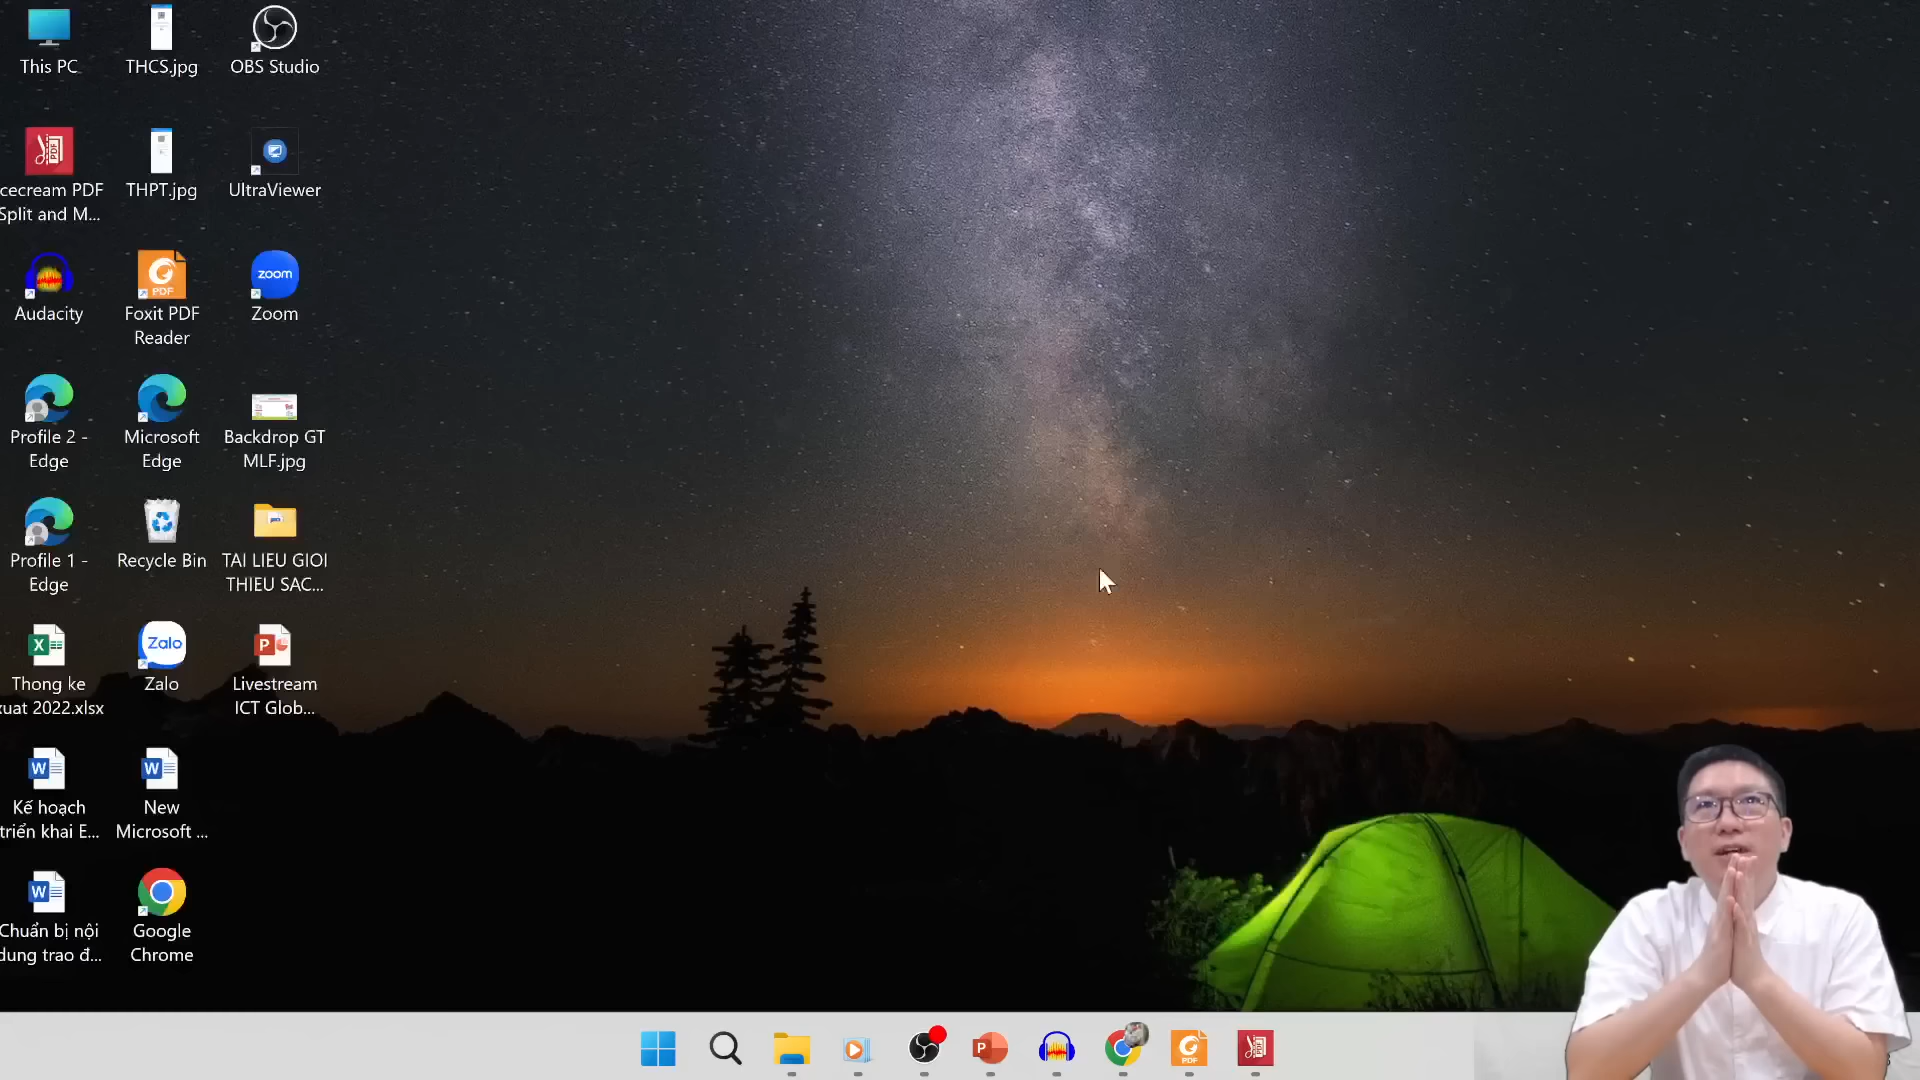 This PC
THCS.jpg
OBS Studio
cecream PDF
Split and M...
THPT.jpg
UltraViewer
Audacity
Foxit PDF
Reader
zoom
Zoom
Profile 2 -
Edge
Microsoft
Edge
Backdrop GT
MLF.jpg
Profile 1 -
Edge
Recycle Bin
TAI LIEU GIOI
THIEU SAC...
Thong ke
xuat 2022.xlsx
Zalo
Zalo
Livestream
ICT Glob...
Kế hoạch
triển khai E...
New
Microsoft ...
Chuẩn bị nội
dung trao đ...
Google
Chrome